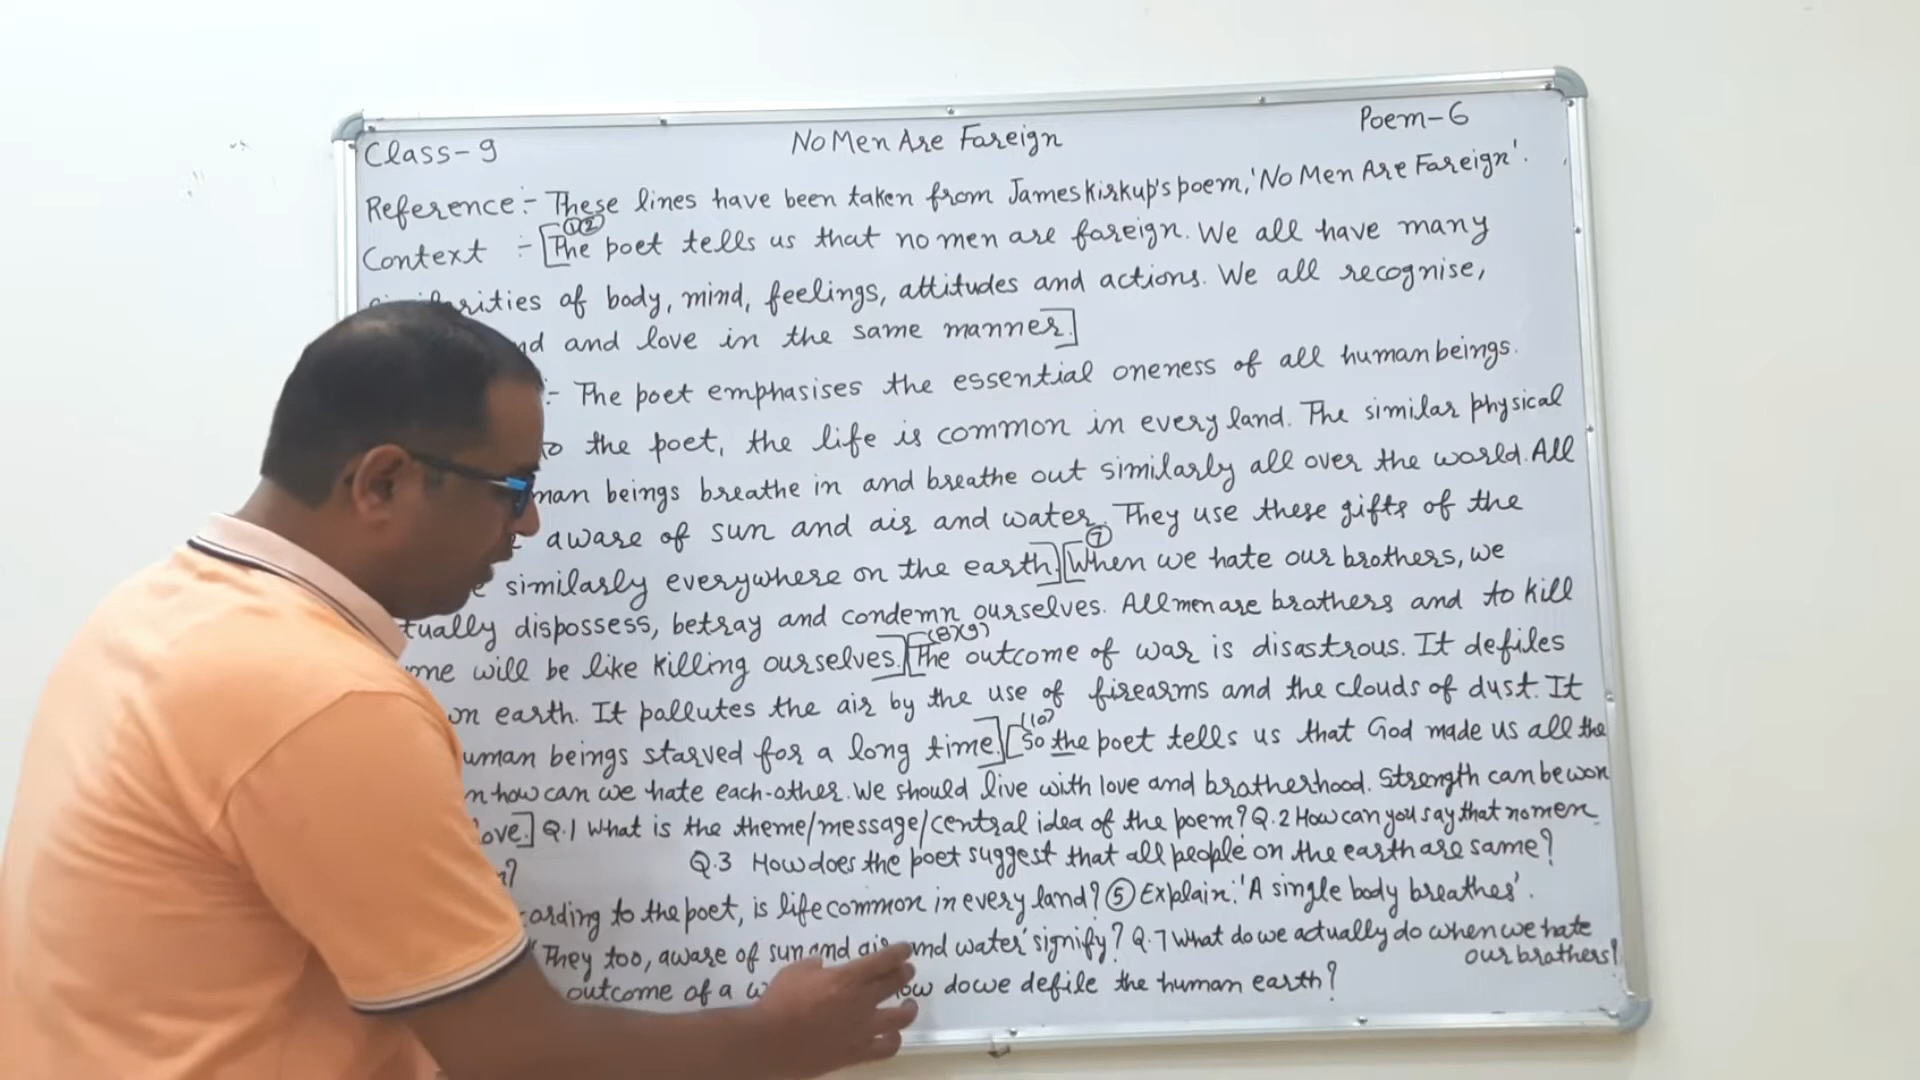 Class-9 No Men Are Foreign Poem-6
Reference:- These lines have been taken from James Kirkup's poem, 'No Men Are Foreign'.
(1)(2)
Context :- [The poet tells us that no men are foreign. We all have many
of body, mind, feelings, attitudes and actions. We all recognise,
and love in the same manner.]
:- The poet emphasises the essential oneness of all human beings.
to the poet, the life is common in every land. The similar physical
beings breathe in and breathe out similarly all over the world. All
aware of sun and air and water. They use these gifts of the
(7)
similarly everywhere on the earth.] [When we hate our brothers, we
dispossess, betray and condemn ourselves. All men are brothers and to kill
(8)(9)
will be like killing ourselves.] [The outcome of war is disastrous. It defiles
earth. It pollutes the air by the use of firearms and the clouds of dust. It
(10)
beings starved for a long time.] [So the poet tells us that God made us all the
how can we hate each-other. We should live with love and brotherhood. Strength can be won
] Q.1 What is the theme/message/central idea of the poem? Q.2 How can you say that no men
? Q.3 How does the poet suggest that all people on the earth are same?
to the poet, is life common in every land? (5) Explain: 'A single body breathes'.
'They too, aware of sun and air and water' signify? Q.7 What do we actually do when we hate
our brothers?
outcome of a do we defile the human earth?